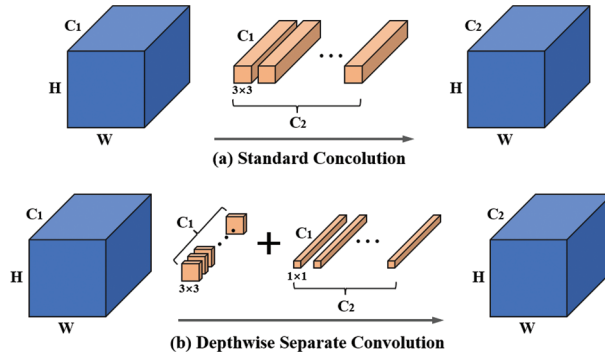 C1
H
W
C1
3×3
C2
C2
H
W
(a) Standard Concolution
C1
H
W
C1
3×3
C1
1×1
C2
C2
H
W
(b) Depthwise Separate Convolution